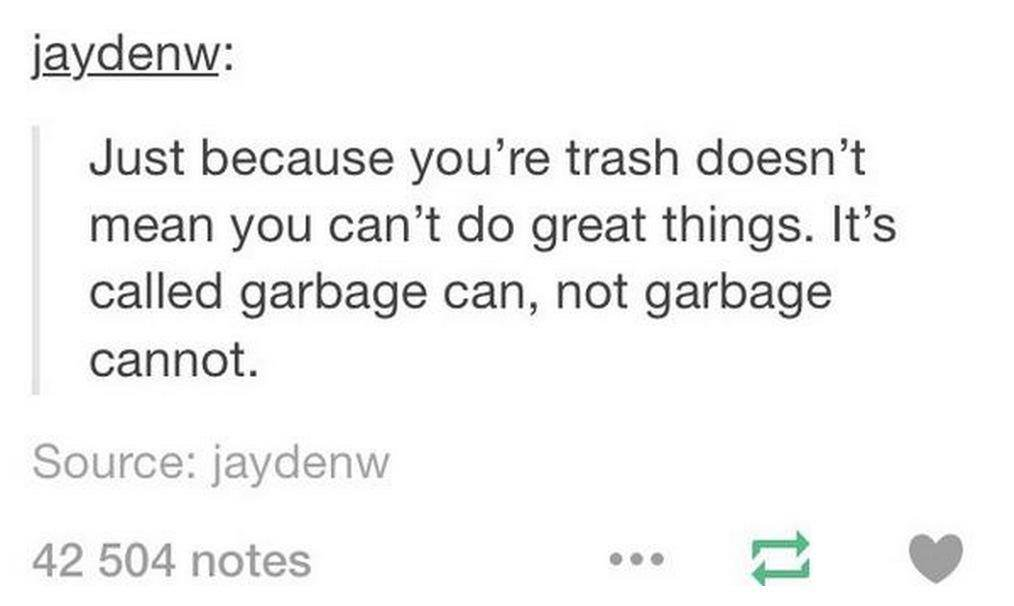 jaydenw:
Just because you’re trash doesn’t
mean you can’t do great things. It’s
called garbage can, not garbage
cannot.
Source: jaydenw
42 504 notes